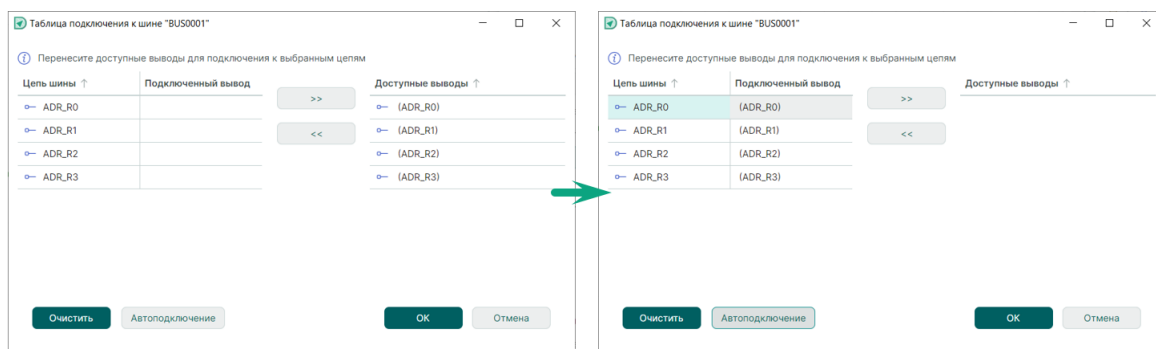 Таблица подключения к шине "BUS0001"
Перенесите доступные выводы для подключения к выбранным цепям
Цепь шины ↑ Подключенный вывод Доступные выводы ↑
ADR_R0 >> (ADR_R0)
ADR_R1 << (ADR_R1)
ADR_R2 (ADR_R2)
ADR_R3 (ADR_R3)
Очистить Автоподключение ОК Отмена
Таблица подключения к шине "BUS0001"
Перенесите доступные выводы для подключения к выбранным цепям
Цепь шины ↑ Подключенный вывод Доступные выводы ↑
ADR_R0 (ADR_R0) >>
ADR_R1 (ADR_R1) <<
ADR_R2 (ADR_R2)
ADR_R3 (ADR_R3)
Очистить Автоподключение ОК Отмена